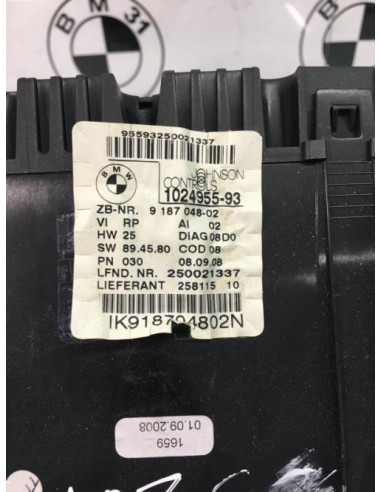 BMW 31
95593250021337
BMW
JOHNSON
CONTROLS
1024955-93
ZB-NR. 9 187 048-02
VI RP AI 02
HW 25 DIAG 08D0
SW 89.45.80 COD 08
PN 030 08.09.08
LFND. NR. 250021337
LIEFERANT 258115 10
IK918704802N
1659
01.09.2008